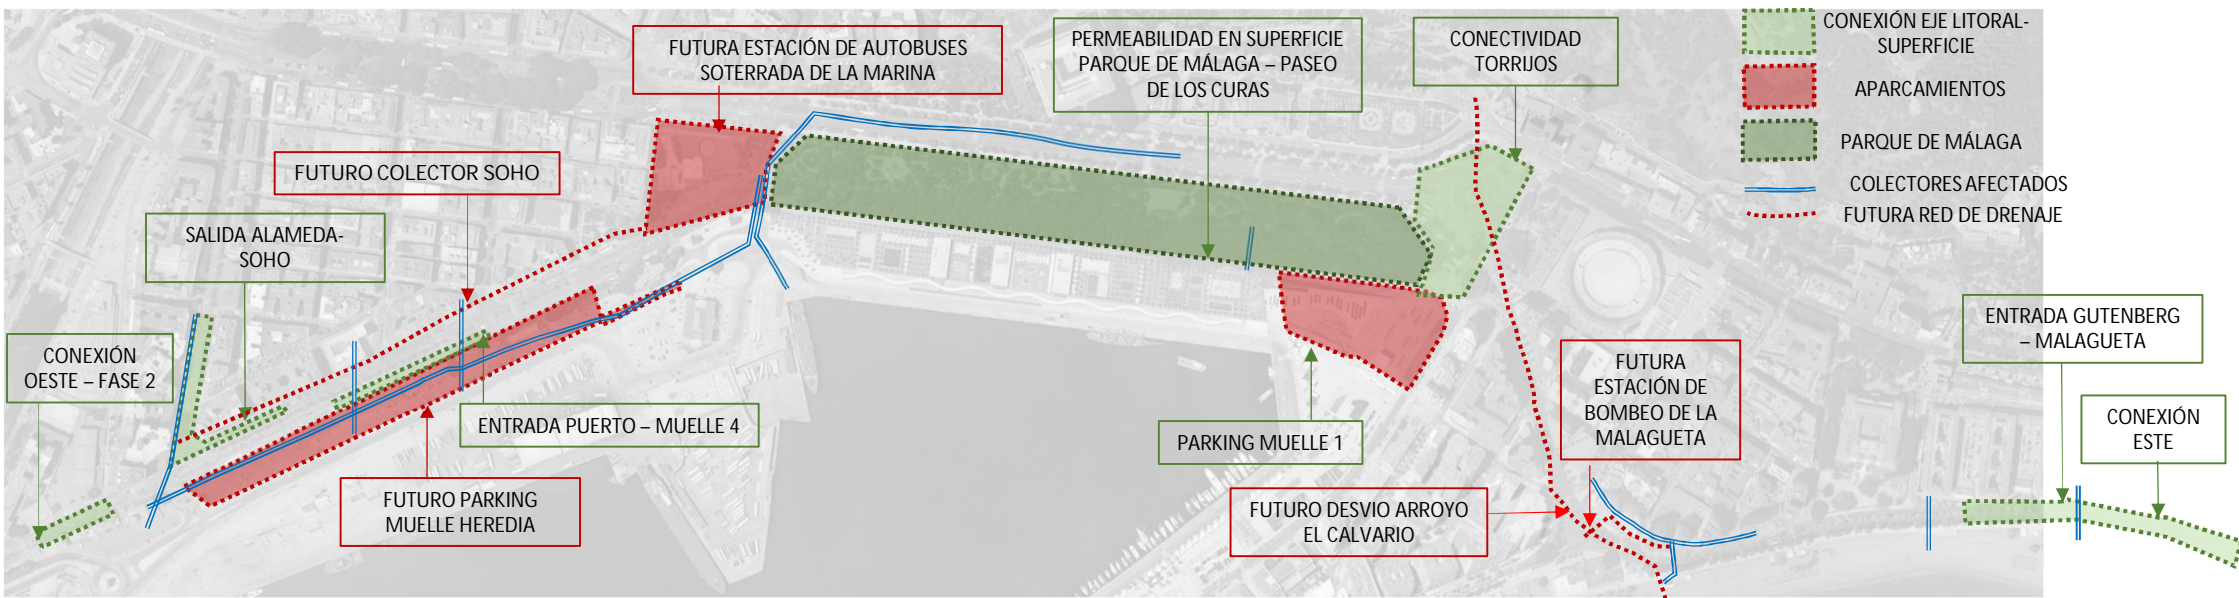 FUTURA ESTACIÓN DE AUTOBUSES
SOTERRADA DE LA MARINA
PERMEABILIDAD EN SUPERFICIE
PARQUE DE MÁLAGA – PASEO
DE LOS CURAS
CONECTIVIDAD
TORRIJOS
CONEXIÓN EJE LITORAL-
SUPERFICIE
APARCAMIENTOS
PARQUE DE MÁLAGA
COLECTORES AFECTADOS
FUTURA RED DE DRENAJE
FUTURO COLECTOR SOHO
SALIDA ALAMEDA-
SOHO
CONEXIÓN
OESTE – FASE 2
ENTRADA PUERTO – MUELLE 4
FUTURO PARKING
MUELLE HEREDIA
PARKING MUELLE 1
FUTURA
ESTACIÓN DE
BOMBEO DE LA
MALAGUETA
FUTURO DESVIO ARROYO
EL CALVARIO
ENTRADA GUTENBERG
– MALAGUETA
CONEXIÓN
ESTE